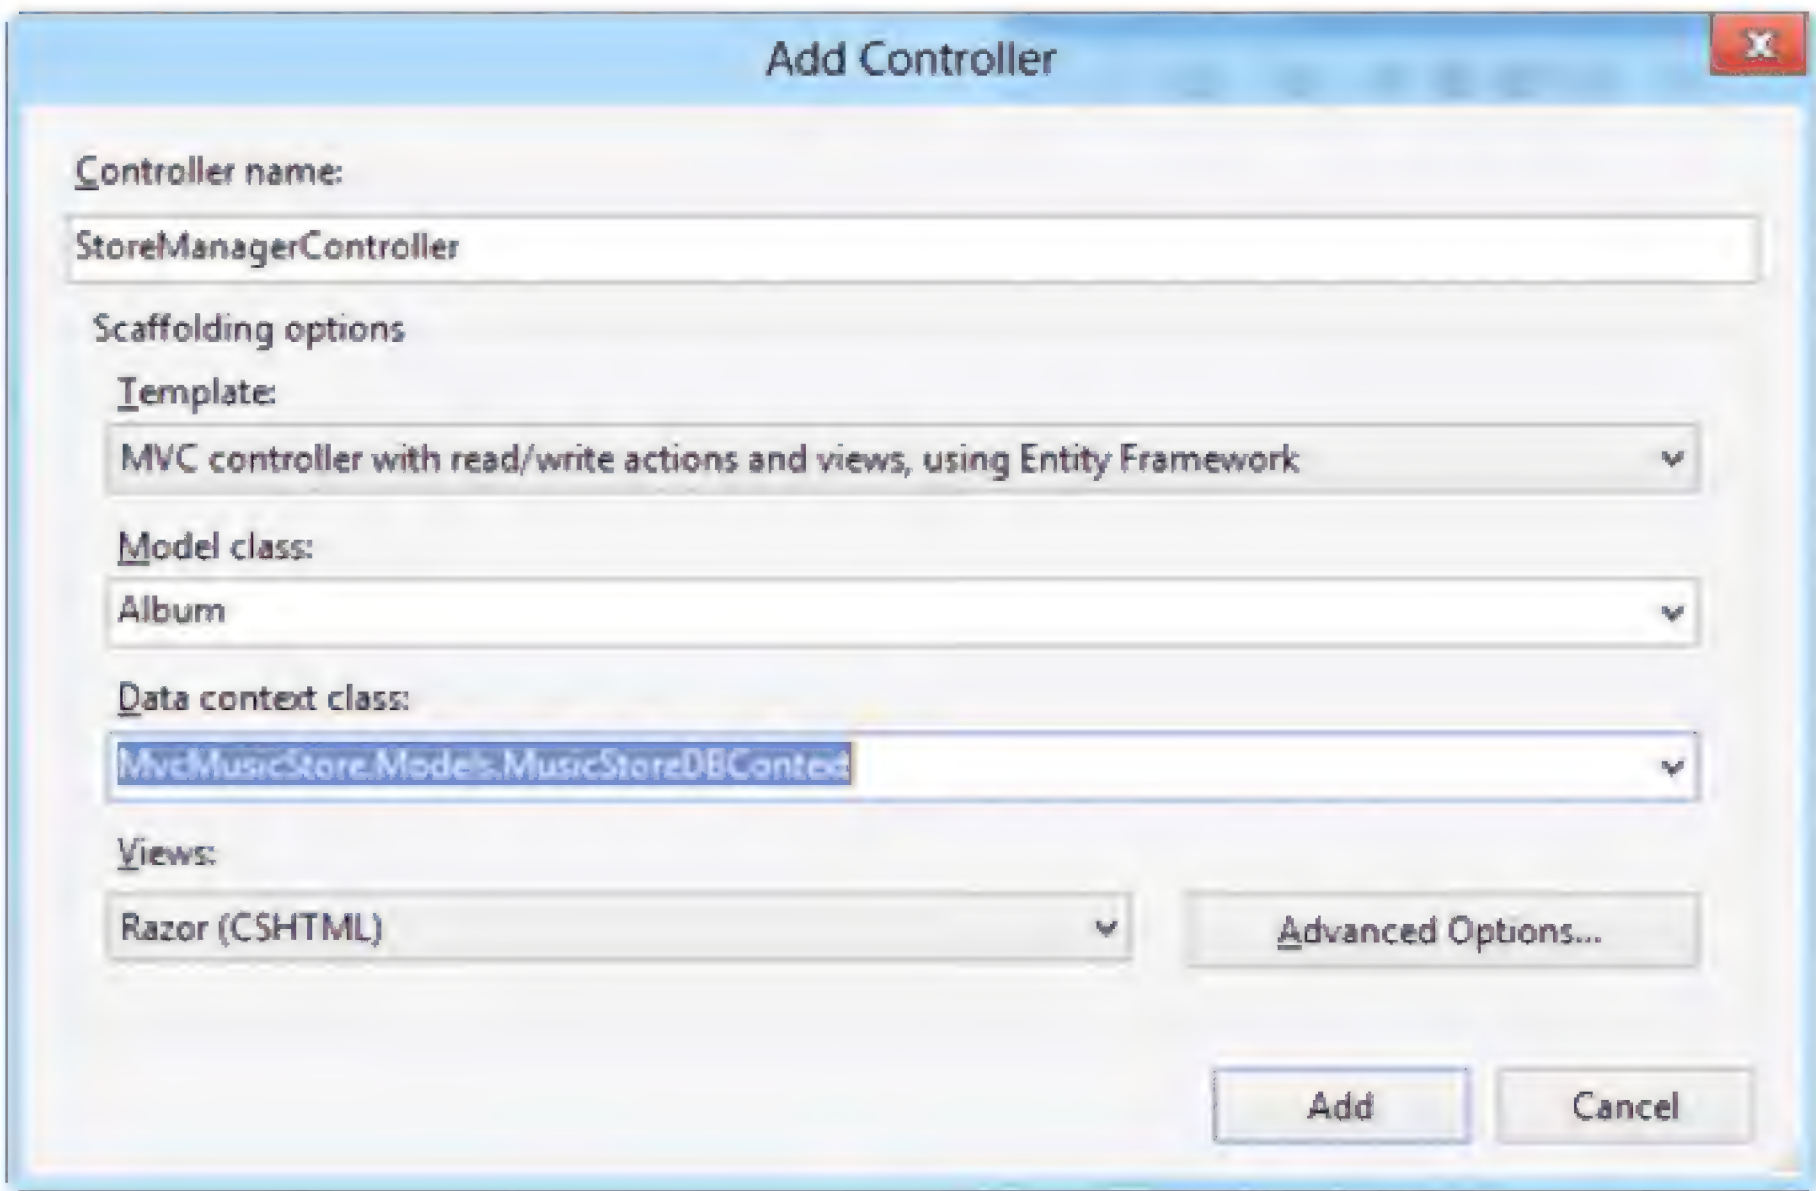 Add Controller
Controller name:
StoreManagerController
Scaffolding options
Template:
MVC controller with read/write actions and views, using Entity Framework
Model class:
Album
Data context class:
MvcMusicStore.Models.MusicStoreDBContext
Views:
Razor (CSHTML)
Advanced Options...
Add
Cancel